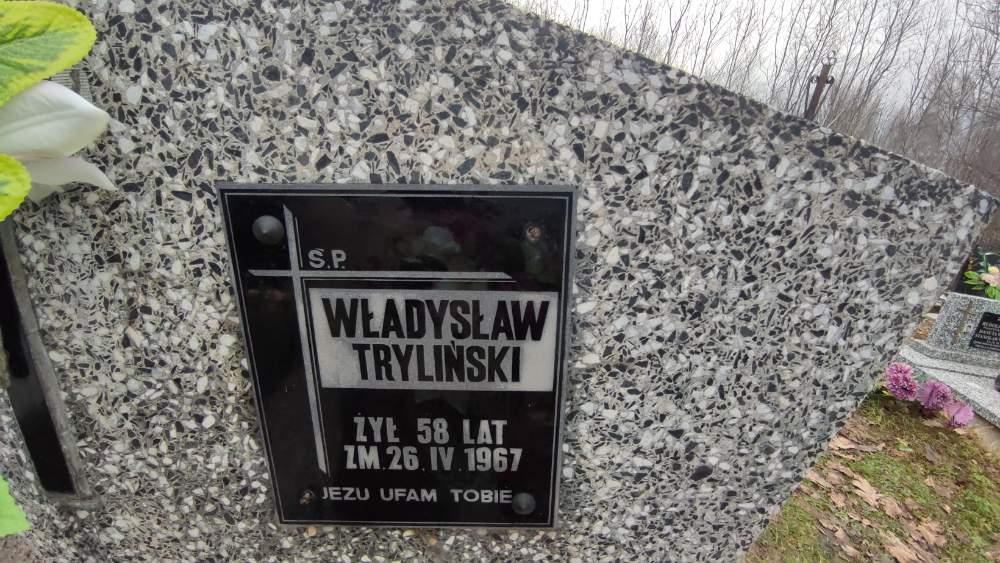 Ś.P.
WŁADYSŁAW
TRYLIŃSKI
ŻYŁ 58 LAT
ZM. 26. IV. 1967
JEZU UFAM TOBIE